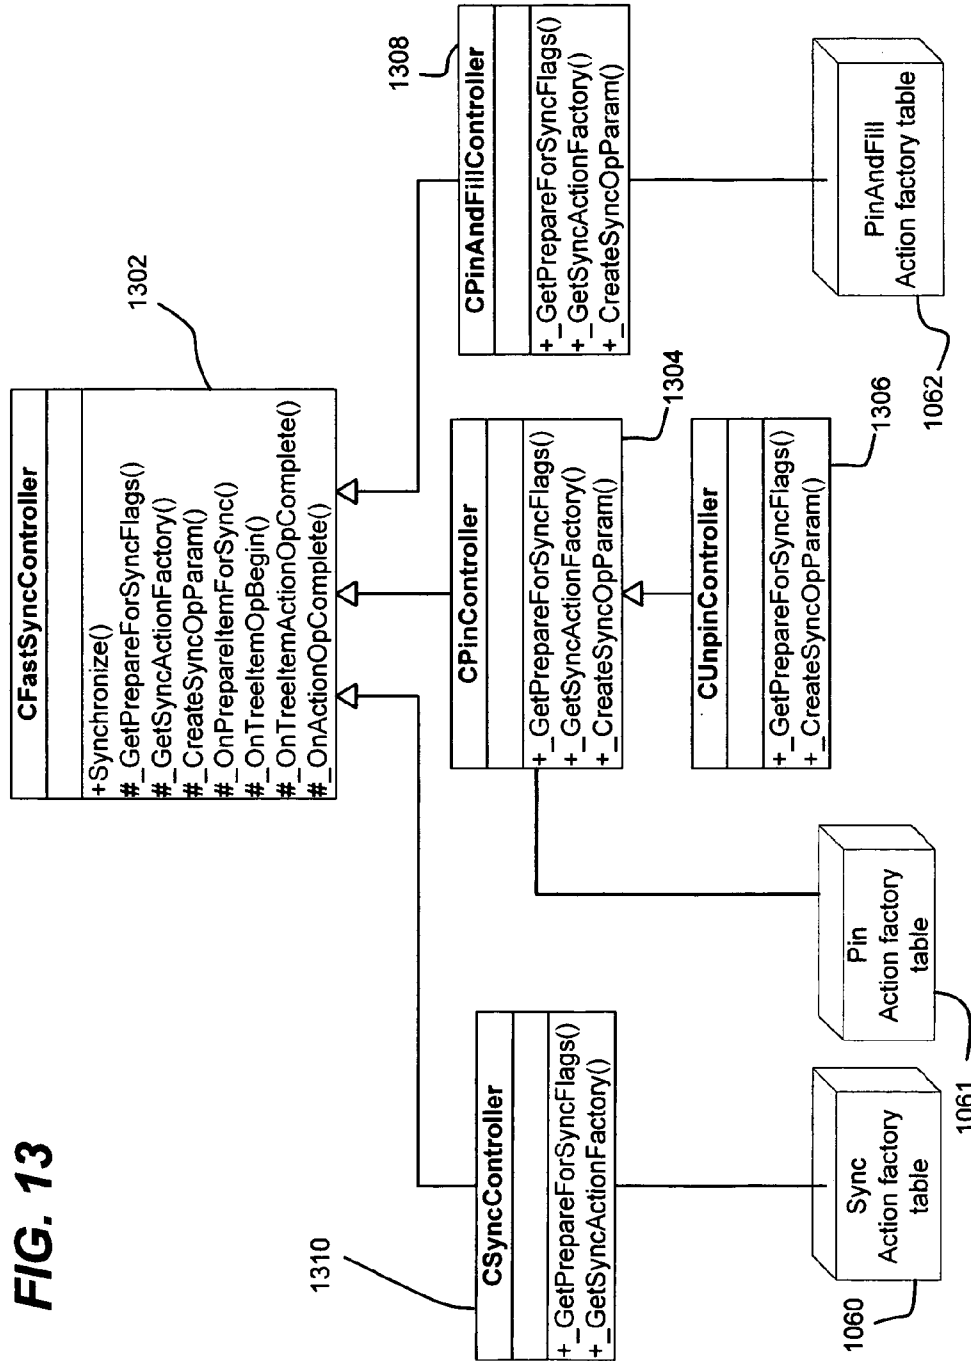 FIG. 13
CFastSyncController
+Synchronize()
#_GetPrepareForSyncFlags()
#_GetSyncActionFactory()
#_CreateSyncOpParam()
#_OnPrepareItemForSync()
#_OnTreeItemOpBegin()
#_OnTreeItemActionOpComplete()
#_OnActionOpComplete()
1302
1310
CSyncController
+_GetPrepareForSyncFlags()
+_GetSyncActionFactory()
CPinController
+_GetPrepareForSyncFlags()
+_GetSyncActionFactory()
+_CreateSyncOpParam()
1304
CPinAndFillController
+_GetPrepareForSyncFlags()
+_GetSyncActionFactory()
+_CreateSyncOpParam()
1308
CUnpinController
+_GetPrepareForSyncFlags()
+_CreateSyncOpParam()
1306
Sync
Action factory
table
1060
Pin
Action factory
table
1061
PinAndFill
Action factory table
1062